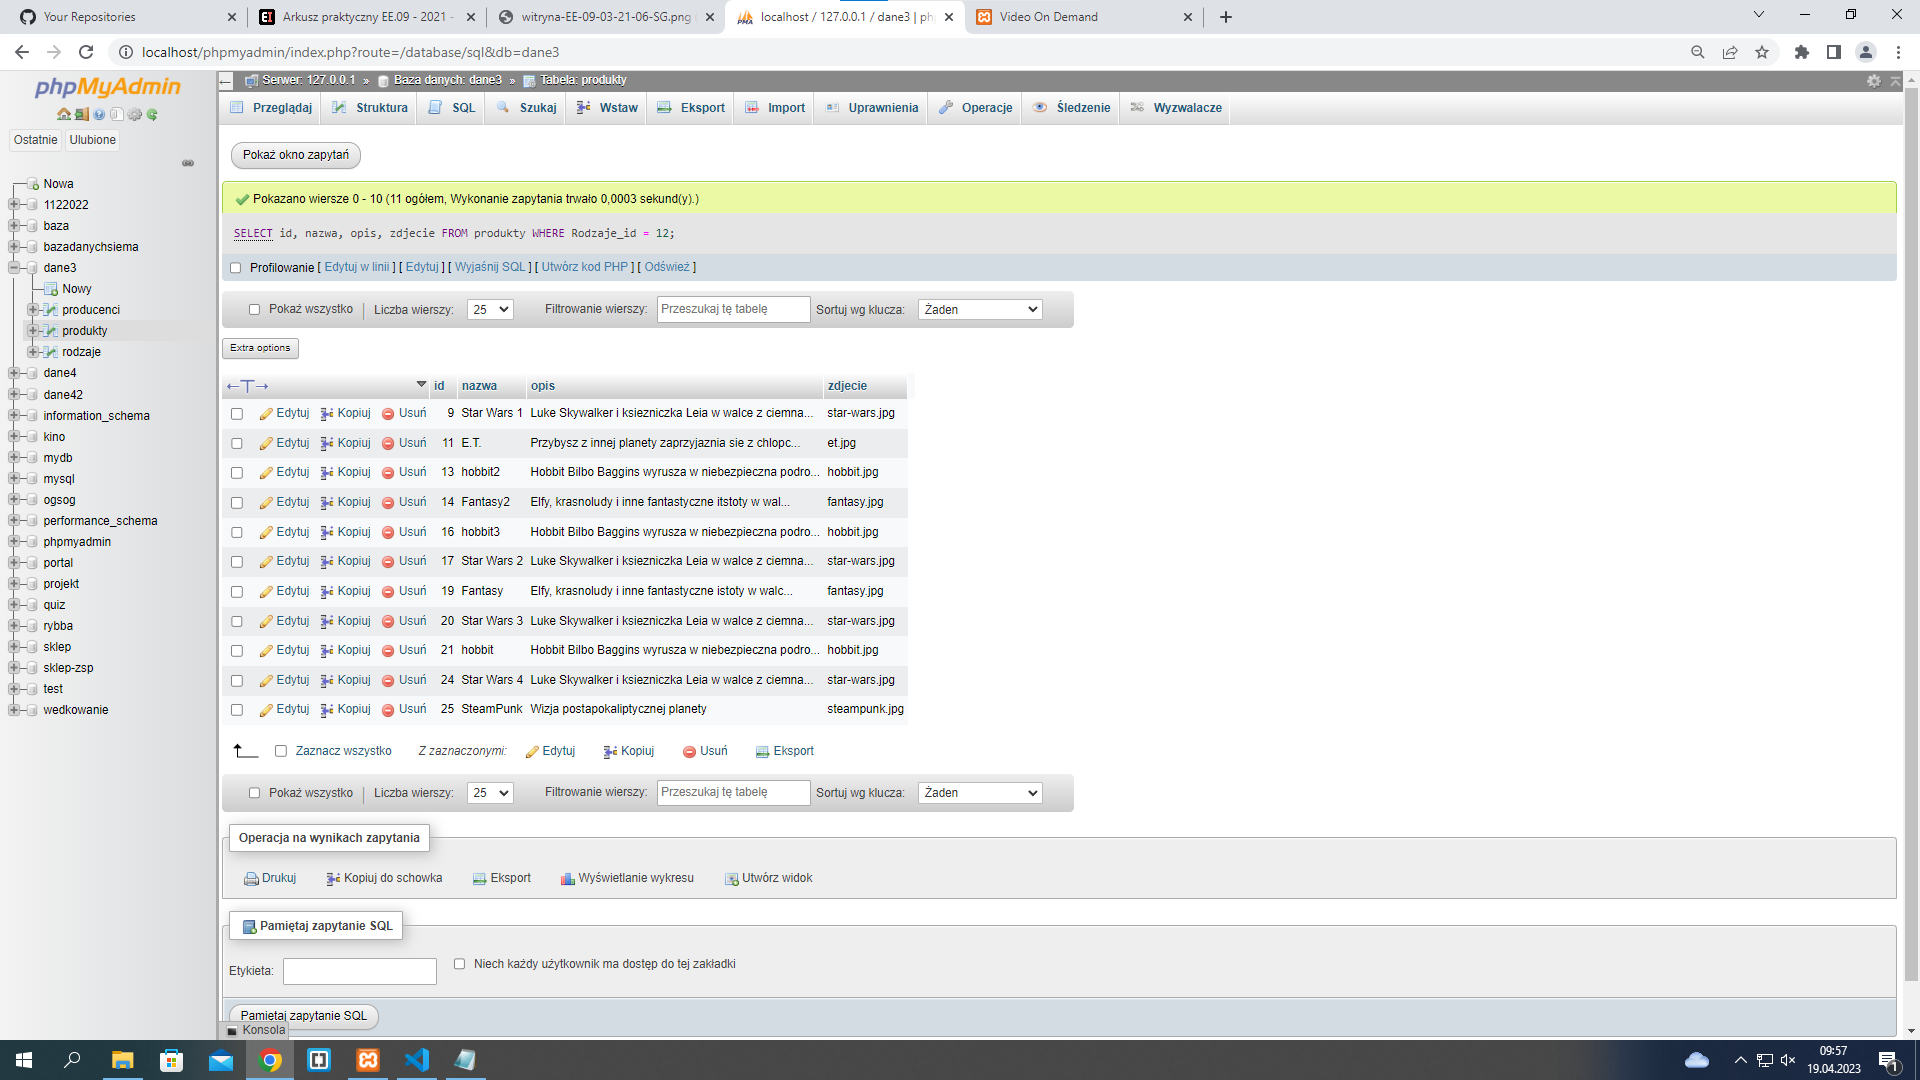 Your Repositories
Arkusz praktyczny EE.09 - 2021 -
witryna-EE-09-03-21-06-SG.png (
localhost / 127.0.0.1 / dane3 | ph
Video On Demand
localhost/phpmyadmin/index.php?route=/database/sql&db=dane3
phpMyAdmin
Ostatnie
Ulubione
Nowa
1122022
baza
bazadanychsiema
dane3
Nowy
producenci
produkty
rodzaje
dane4
dane42
information_schema
kino
mydb
mysql
ogsog
performance_schema
phpmyadmin
portal
projekt
quiz
rybba
sklep
sklep-zsp
test
wedkowanie
Serwer: 127.0.0.1 » Baza danych: dane3 » Tabela: produkty
Przeglądaj Struktura SQL Szukaj Wstaw Eksport Import Uprawnienia Operacje Śledzenie Wyzwalacze
Pokaż okno zapytań
Pokazano wiersze 0 - 10 (11 ogółem, Wykonanie zapytania trwało 0,0003 sekund(y).)
SELECT id, nazwa, opis, zdjecie FROM produkty WHERE Rodzaje_id = 12;
Profilowanie [ Edytuj w linii ] [ Edytuj ] [ Wyjaśnij SQL ] [ Utwórz kod PHP ] [ Odśwież ]
Pokaż wszystko | Liczba wierszy: 25 Filtrowanie wierszy: Przeszukaj tę tabelę Sortuj wg klucza: Żaden
Extra options
←T→ id nazwa opis zdjecie
Edytuj Kopiuj Usuń 9 Star Wars 1 Luke Skywalker i ksiezniczka Leia w walce z ciemna... star-wars.jpg
Edytuj Kopiuj Usuń 11 E.T. Przybysz z innej planety zaprzyjaznia sie z chlopc... et.jpg
Edytuj Kopiuj Usuń 13 hobbit2 Hobbit Bilbo Baggins wyrusza w niebezpieczna podro... hobbit.jpg
Edytuj Kopiuj Usuń 14 Fantasy2 Elfy, krasnoludy i inne fantastyczne itstoty w wal... fantasy.jpg
Edytuj Kopiuj Usuń 16 hobbit3 Hobbit Bilbo Baggins wyrusza w niebezpieczna podro... hobbit.jpg
Edytuj Kopiuj Usuń 17 Star Wars 2 Luke Skywalker i ksiezniczka Leia w walce z ciemna... star-wars.jpg
Edytuj Kopiuj Usuń 19 Fantasy Elfy, krasnoludy i inne fantastyczne istoty w walc... fantasy.jpg
Edytuj Kopiuj Usuń 20 Star Wars 3 Luke Skywalker i ksiezniczka Leia w walce z ciemna... star-wars.jpg
Edytuj Kopiuj Usuń 21 hobbit Hobbit Bilbo Baggins wyrusza w niebezpieczna podro... hobbit.jpg
Edytuj Kopiuj Usuń 24 Star Wars 4 Luke Skywalker i ksiezniczka Leia w walce z ciemna... star-wars.jpg
Edytuj Kopiuj Usuń 25 SteamPunk Wizja postapokaliptycznej planety steampunk.jpg
Zaznacz wszystko Z zaznaczonymi: Edytuj Kopiuj Usuń Eksport
Pokaż wszystko | Liczba wierszy: 25 Filtrowanie wierszy: Przeszukaj tę tabelę Sortuj wg klucza: Żaden
Operacja na wynikach zapytania
Drukuj Kopiuj do schowka Eksport Wyświetlanie wykresu Utwórz widok
Pamiętaj zapytanie SQL
Etykieta: Niech każdy użytkownik ma dostęp do tej zakładki
Pamiętaj zapytanie SQL
Konsola
09:57
19.04.2023
1